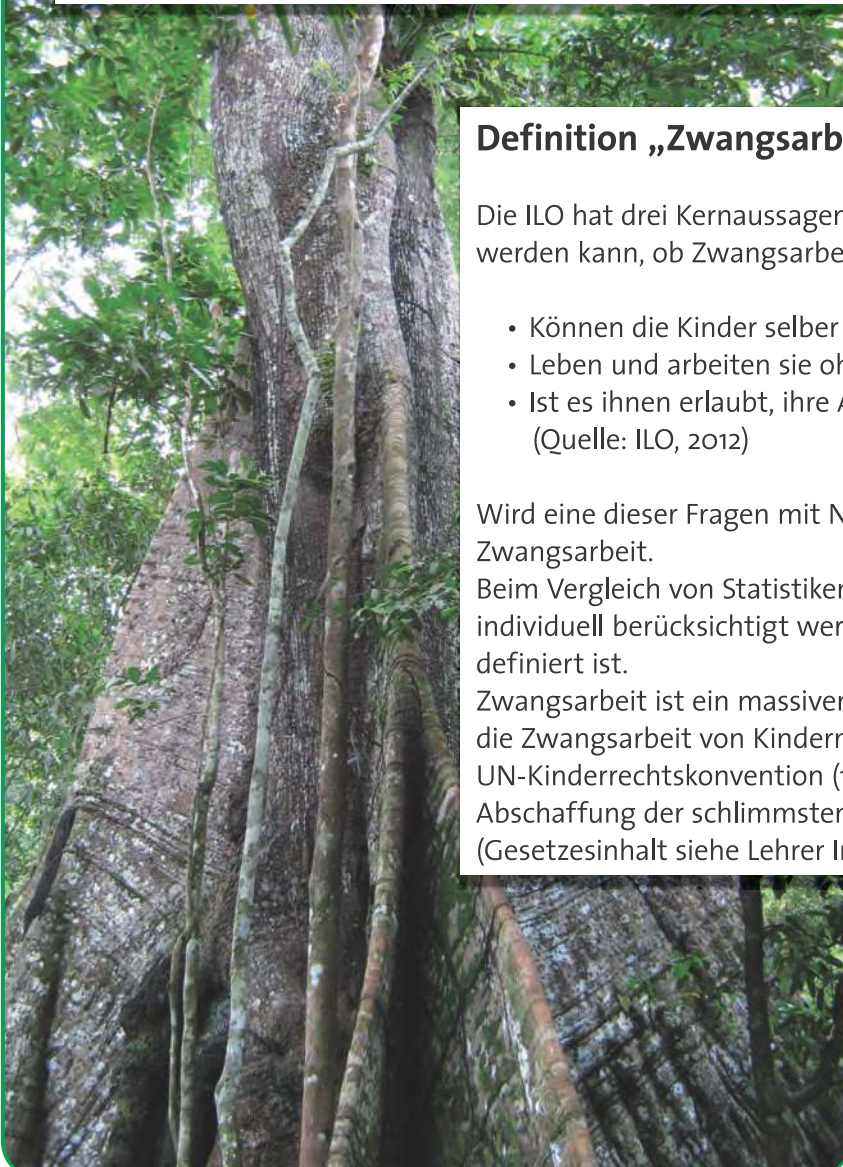 Definition „Zwangsarb
Die ILO hat drei Kernaussagen
werden kann, ob Zwangsarbe
• Können die Kinder selber
• Leben und arbeiten sie oh
• Ist es ihnen erlaubt, ihre A
(Quelle: ILO, 2012)
Wird eine dieser Fragen mit N
Zwangsarbeit.
Beim Vergleich von Statistiken
individuell berücksichtigt wer
definiert ist.
Zwangsarbeit ist ein massiver
die Zwangsarbeit von Kindern
UN-Kinderrechtskonvention (1
Abschaffung der schlimmsten
(Gesetzesinhalt siehe Lehrer In